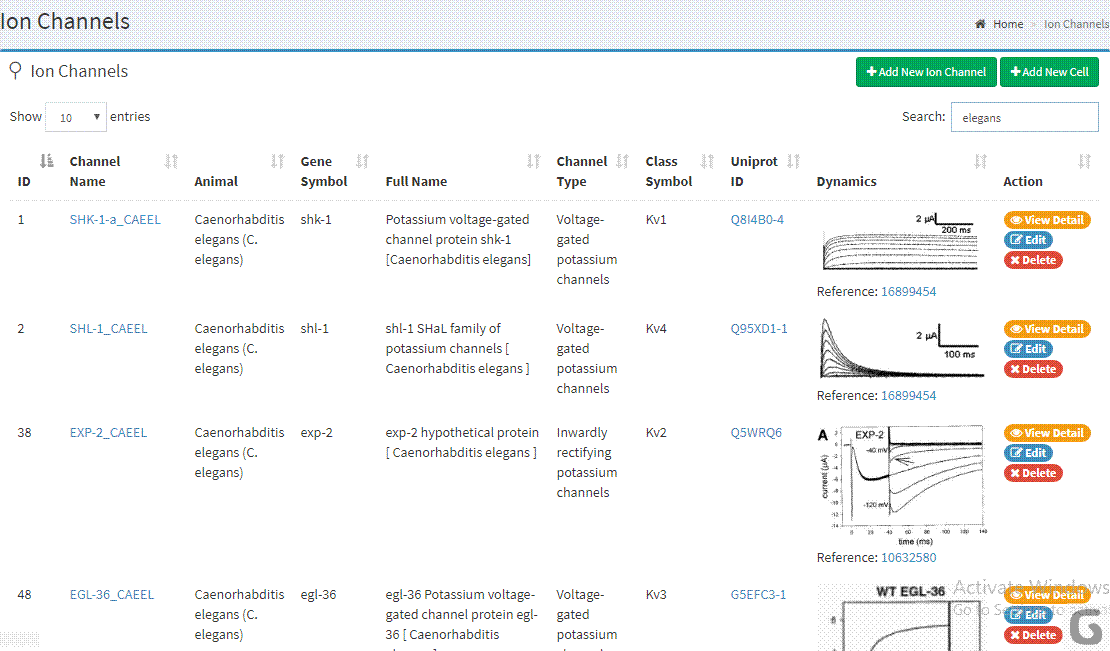 Ion Channels
Home » Ion Channels
Ion Channels
Add New Ion Channel Add New Cell
Show 10 entries Search: elegans
ID Channel Name Animal Gene Symbol Full Name Channel Type Class Symbol Uniprot ID Dynamics Action
1 SHK-1-a_CAEEL Caenorhabditis shk-1 Potassium voltage-gated Voltage- Kv1 Q8I4B0-4 2 µA View Detail
elegans (C. channel protein shk-1 gated 200 ms Edit
elegans) [Caenorhabditis elegans] potassium Delete
channels
Reference: 16899454
2 SHL-1_CAEEL Caenorhabditis shl-1 shl-1 SHaL family of Voltage- Kv4 Q95XD1-1 2 µA View Detail
elegans (C. potassium channels [ gated 100 ms Edit
elegans) Caenorhabditis elegans ] potassium Delete
channels
Reference: 16899454
38 EXP-2_CAEEL Caenorhabditis exp-2 exp-2 hypothetical protein Inwardly Kv2 Q5WRQ6 A EXP-2 View Detail
elegans (C. [ Caenorhabditis elegans ] rectifying -40 mV Edit
elegans) potassium current (µA) Delete
channels -120 mV
0 20 40 60 80 100 120 140
time (ms)
Reference: 10632580
48 EGL-36_CAEEL Caenorhabditis egl-36 egl-36 Potassium voltage- Voltage- Kv3 G5EFC3-1 WT EGL-36 View Detail
elegans (C. gated channel protein egl- gated Edit
elegans) 36 [ Caenorhabditis potassium Delete
Activate Windows